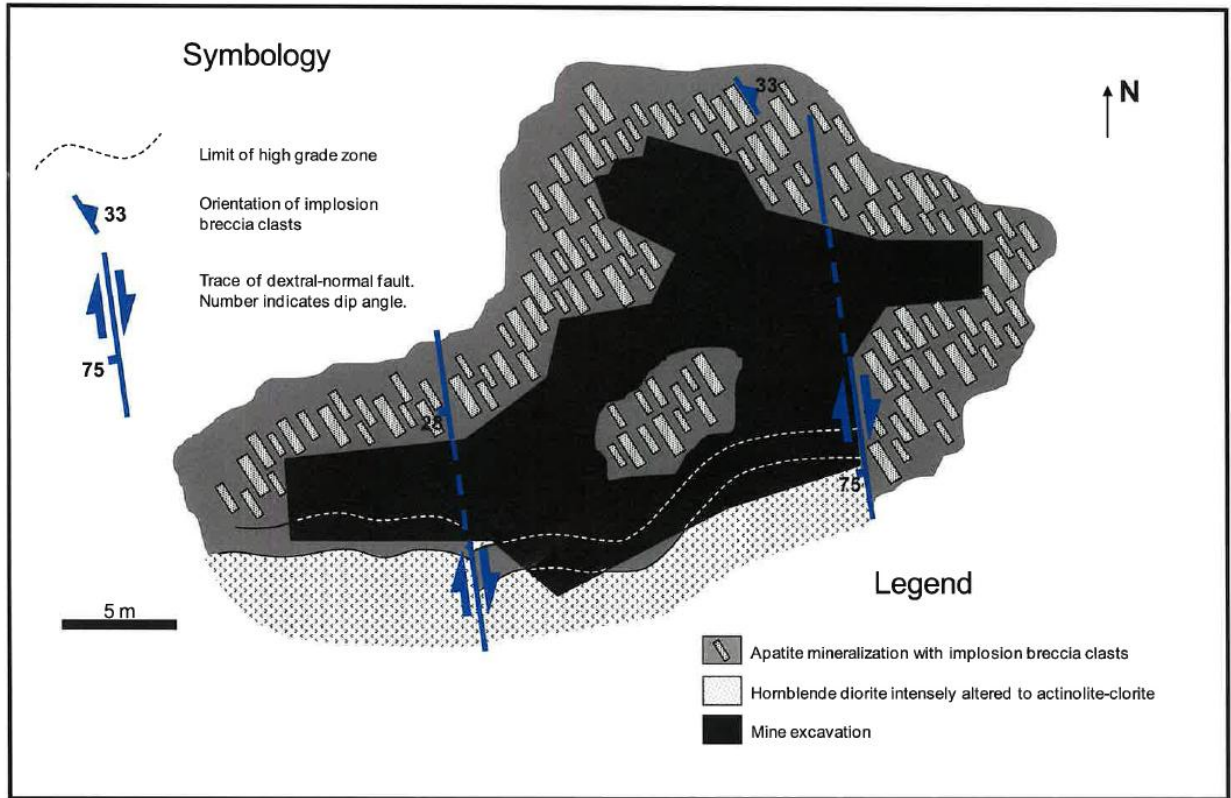 Symbology
Limit of high grade zone
33
Orientation of implosion
breccia clasts
Trace of dextral-normal fault.
Number indicates dip angle.
75
33
N
28
75
5 m
Legend
Apatite mineralization with implosion breccia clasts
Hornblende diorite intensely altered to actinolite-clorite
Mine excavation